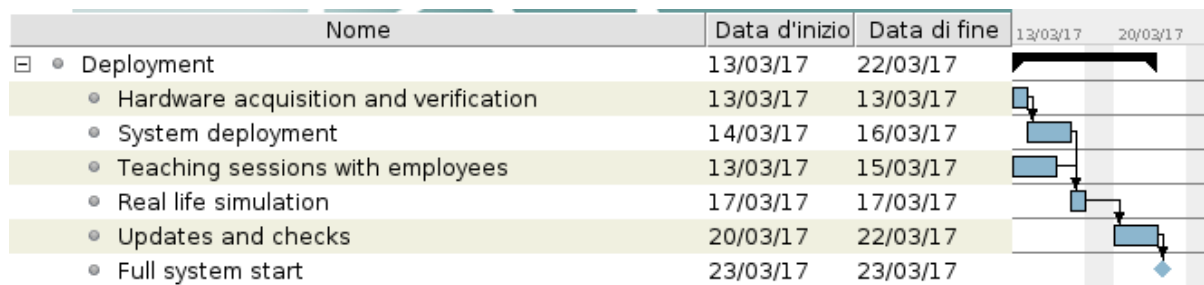 Nome Data d'inizio Data di fine 13/03/17 20/03/17
Deployment 13/03/17 22/03/17
Hardware acquisition and verification 13/03/17 13/03/17
System deployment 14/03/17 16/03/17
Teaching sessions with employees 13/03/17 15/03/17
Real life simulation 17/03/17 17/03/17
Updates and checks 20/03/17 22/03/17
Full system start 23/03/17 23/03/17